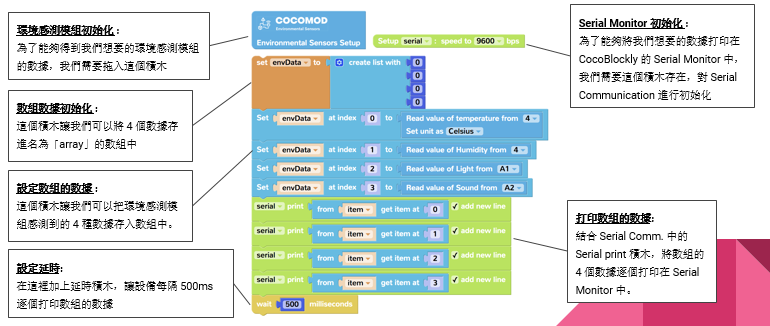 環境感測模組初始化 :
為了能夠得到我們想要的環境感測模組
的數據，我們需要拖入這個積木
數組數據初始化 :
這個積木讓我們可以將 4 個數據存
進名為「array」的數組中
設定数组的数據 :
這個積木讓我們可以把環境感測模
組感測到的 4 種數據存入數組中。
設定延時:
在這裡加上延時積木，讓設備每隔 500ms
逐個打印數組的數據
COCOMOD
Environmental Sensors
Environmental Sensors Setup
Setup serial : speed to 9600 bps
set envData to create list with 0
0
0
0
Set envData at index 0 to Read value of temperature from 4
Set unit as Celsius
Set envData at index 1 to Read value of Humidity from 4
Set envData at index 2 to Read value of Light from A1
Set envData at index 3 to Read value of Sound from A2
serial print from item get item at 0 ✓ add new line
serial print from item get item at 1 ✓ add new line
serial print from item get item at 2 ✓ add new line
serial print from item get item at 3 ✓ add new line
wait 500 milliseconds
Serial Monitor 初始化 :
為了能夠將我們想要的數據打印在
CocoBlockly 的 Serial Monitor 中，
我們需要這個積木存在，對 Serial
Communication 進行初始化
打印数组的數據:
結合 Serial Comm. 中的
Serial print 積木，將數組的
4 個數據逐個打印在 Serial
Monitor 中。